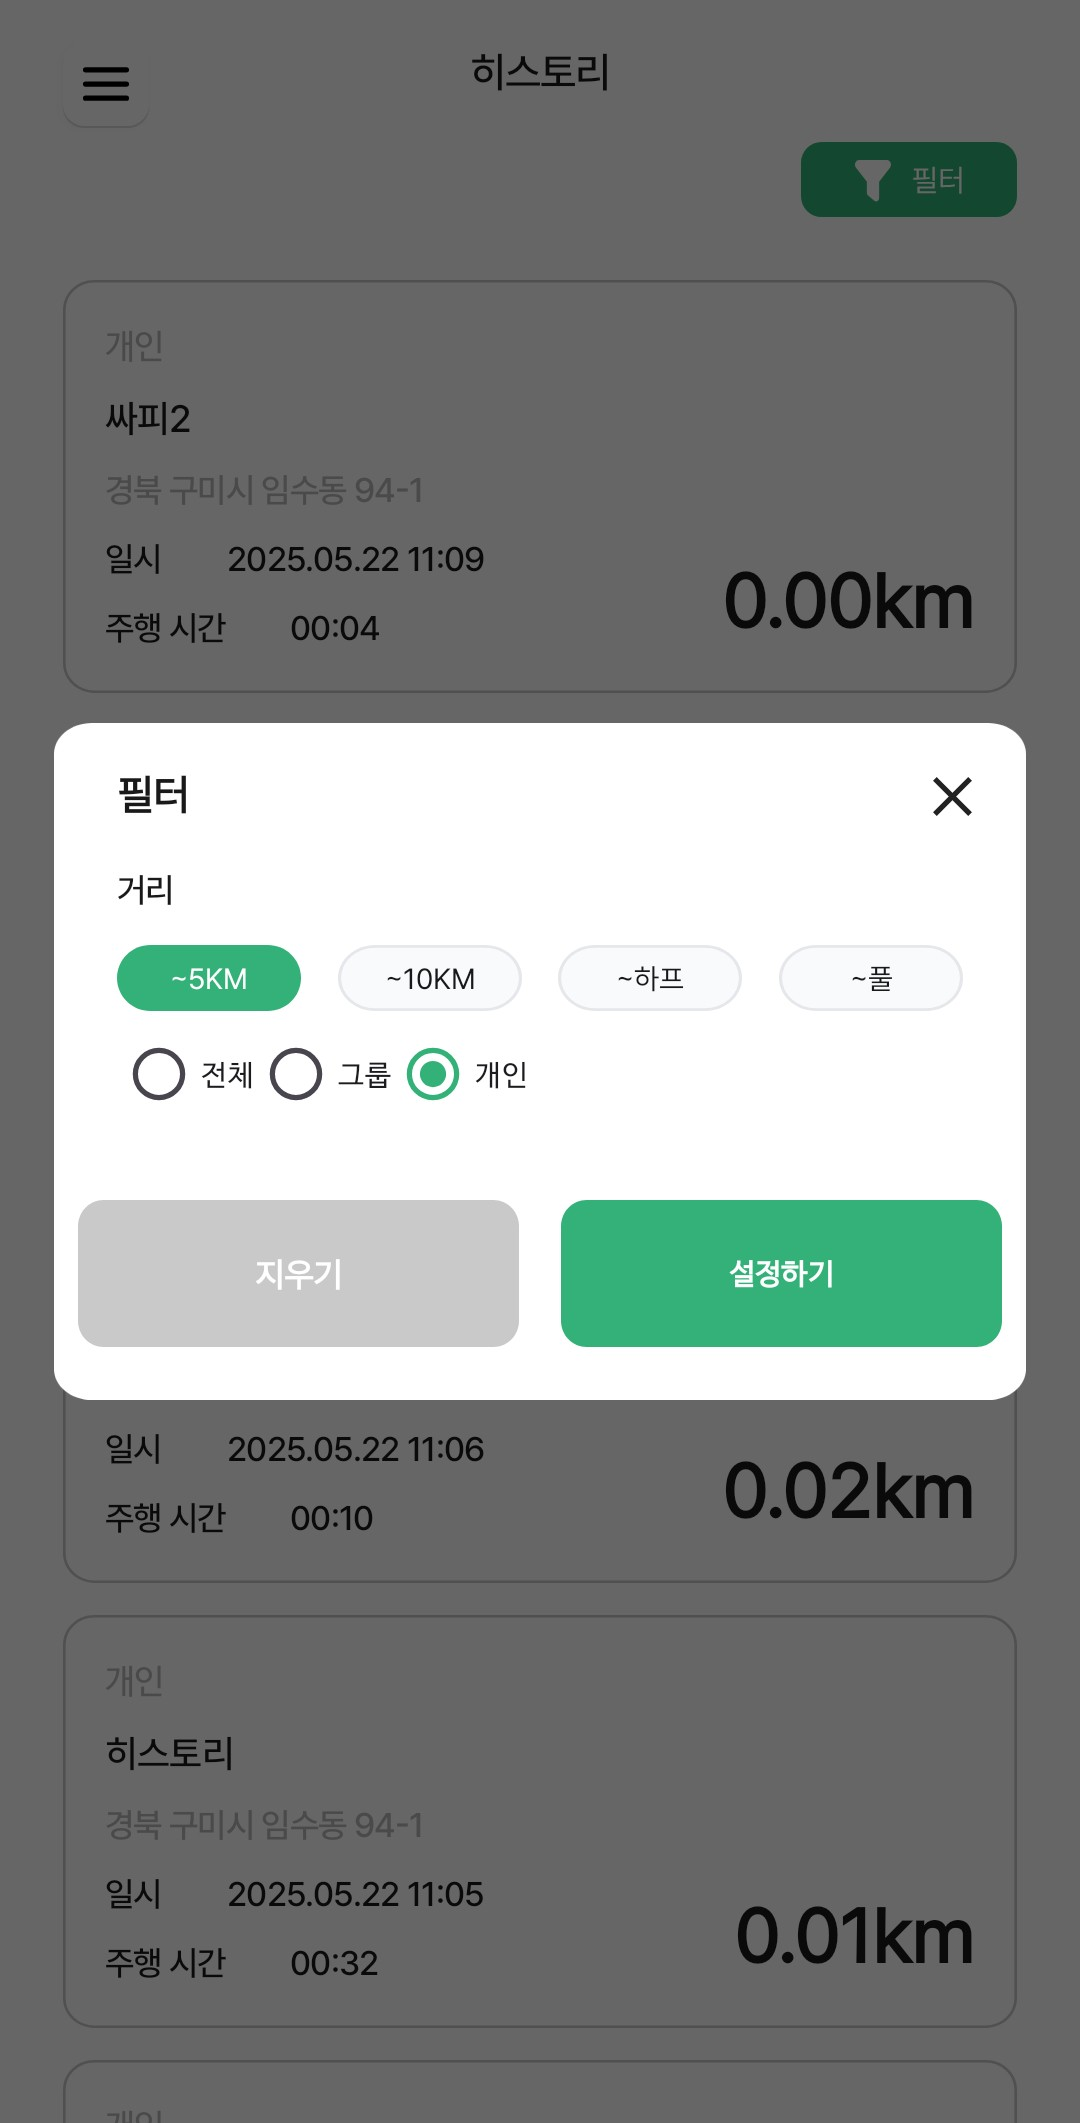 히스토리
필터
개인
싸피2
경북 구미시 임수동 94-1
일시 2025.05.22 11:09
주행 시간 00:04
0.00km
필터
거리
~5KM ~10KM ~하프 ~풀
전체 그룹 개인
지우기 설정하기
일시 2025.05.22 11:06
주행 시간 00:10
0.02km
개인
히스토리
경북 구미시 임수동 94-1
일시 2025.05.22 11:05
주행 시간 00:32
0.01km
개인